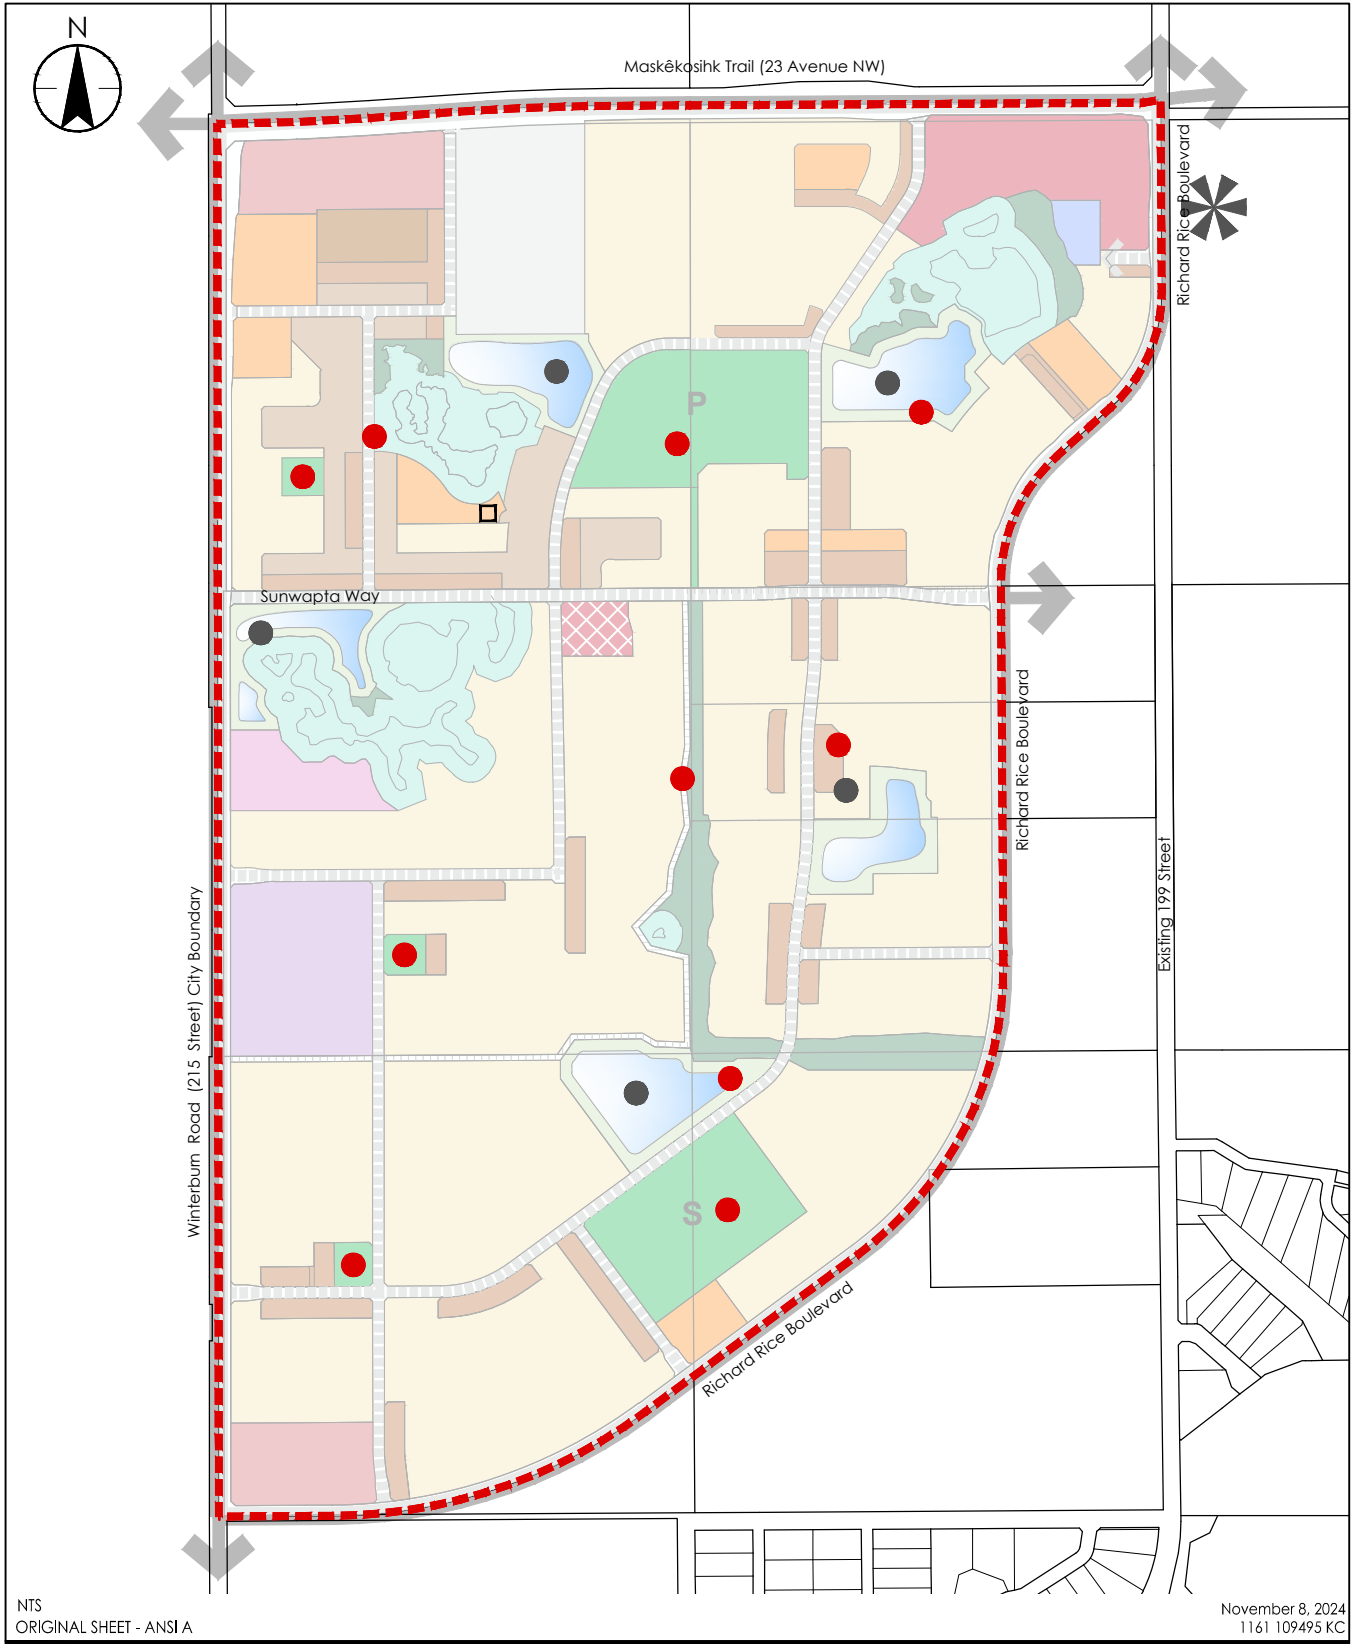 N
Maskêkosihk Trail (23 Avenue NW)
Richard Rice Boulevard
P
Sunwapta Way
Richard Rice Boulevard
Existing 199 Street
Winterburn Road (215 Street) City Boundary
S
Richard Rice Boulevard
NTS
ORIGINAL SHEET - ANSI A
November 8, 2024
1161 109495 KC